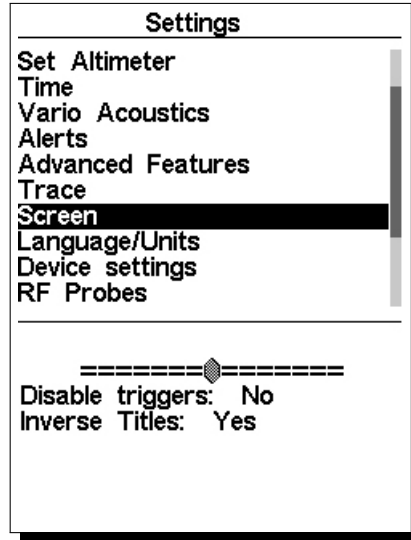 Settings
Set Altimeter
Time
Vario Acoustics
Alerts
Advanced Features
Trace
Screen
Language/Units
Device settings
RF Probes
==============
Disable triggers: No
Inverse Titles: Yes